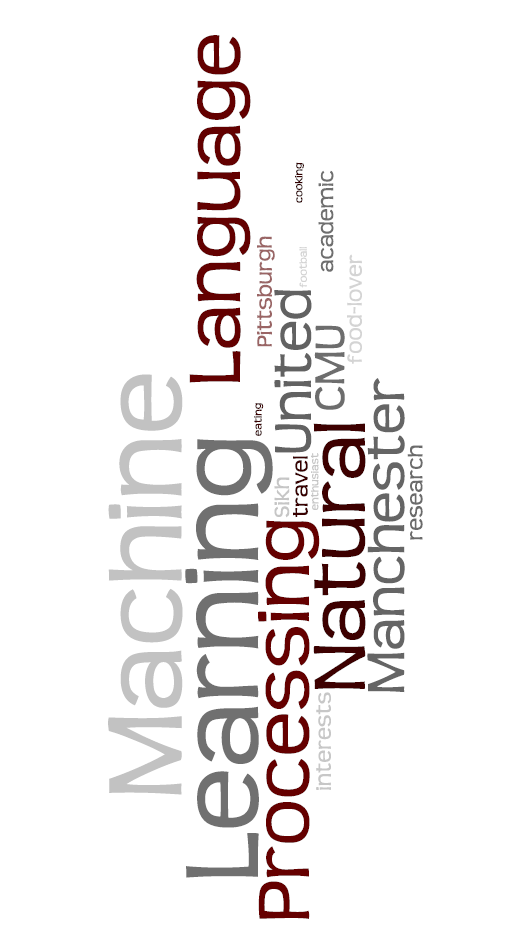 Machine
Learning
Language
Processing
Pittsburgh
eating
United
Sikh
travel
cooking
football
enthusiast
Natural
CMU
academic
interests
food-lover
Manchester
research